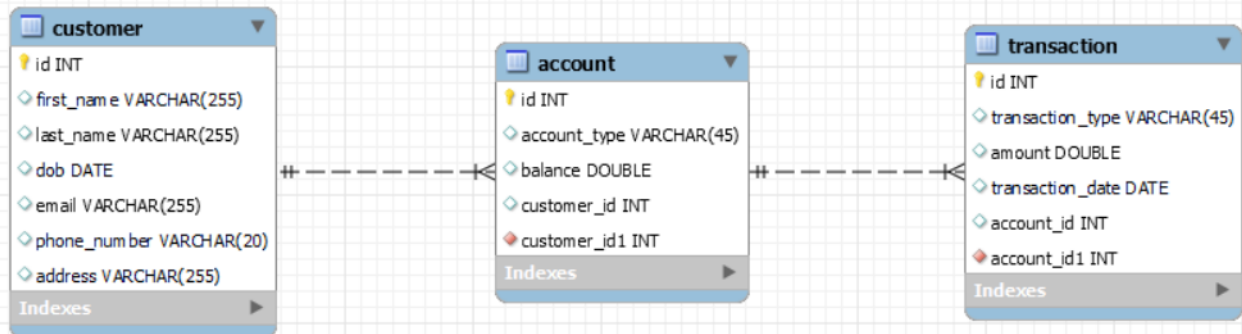 customer
id INT
first_name VARCHAR(255)
last_name VARCHAR(255)
dob DATE
email VARCHAR(255)
phone_number VARCHAR(20)
address VARCHAR(255)
Indexes
account
id INT
account_type VARCHAR(45)
balance DOUBLE
customer_id INT
customer_id1 INT
Indexes
transaction
id INT
transaction_type VARCHAR(45)
amount DOUBLE
transaction_date DATE
account_id INT
account_id1 INT
Indexes